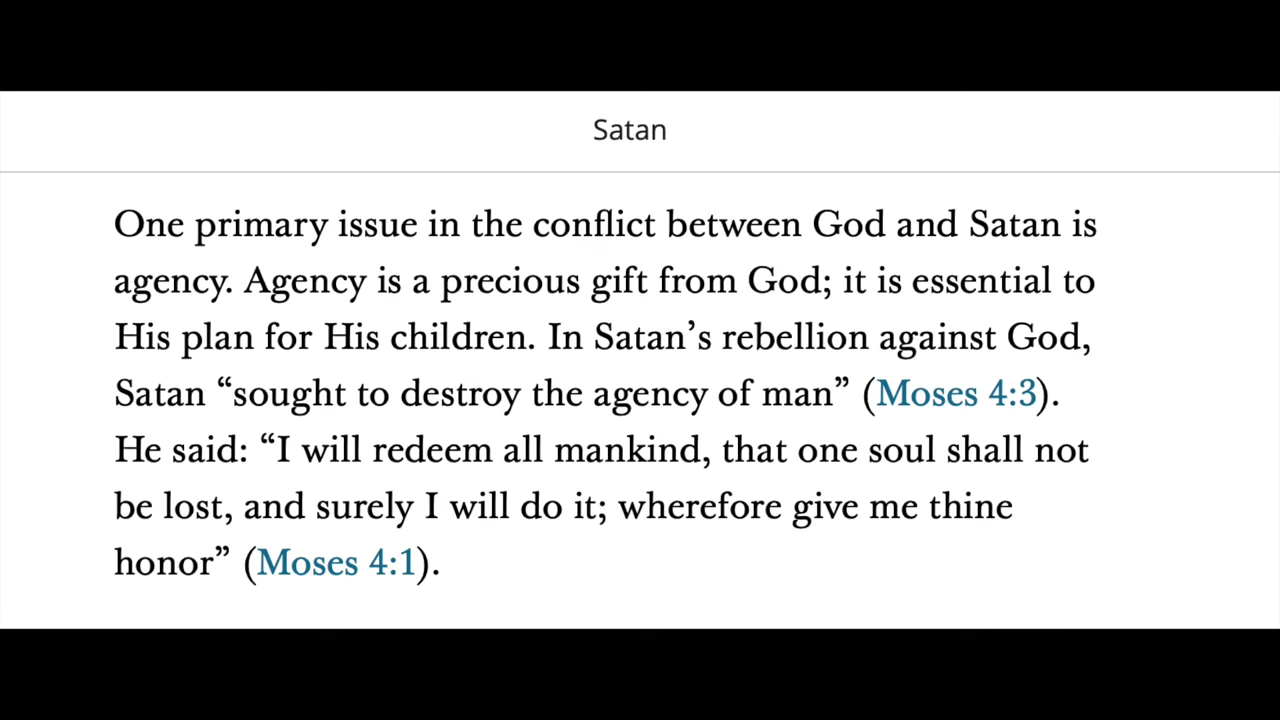 Satan
One primary issue in the conflict between God and Satan is
agency. Agency is a precious gift from God; it is essential to
His plan for His children. In Satan’s rebellion against God,
Satan “sought to destroy the agency of man” (Moses 4:3).
He said: “I will redeem all mankind, that one soul shall not
be lost, and surely I will do it; wherefore give me thine
honor” (Moses 4:1).